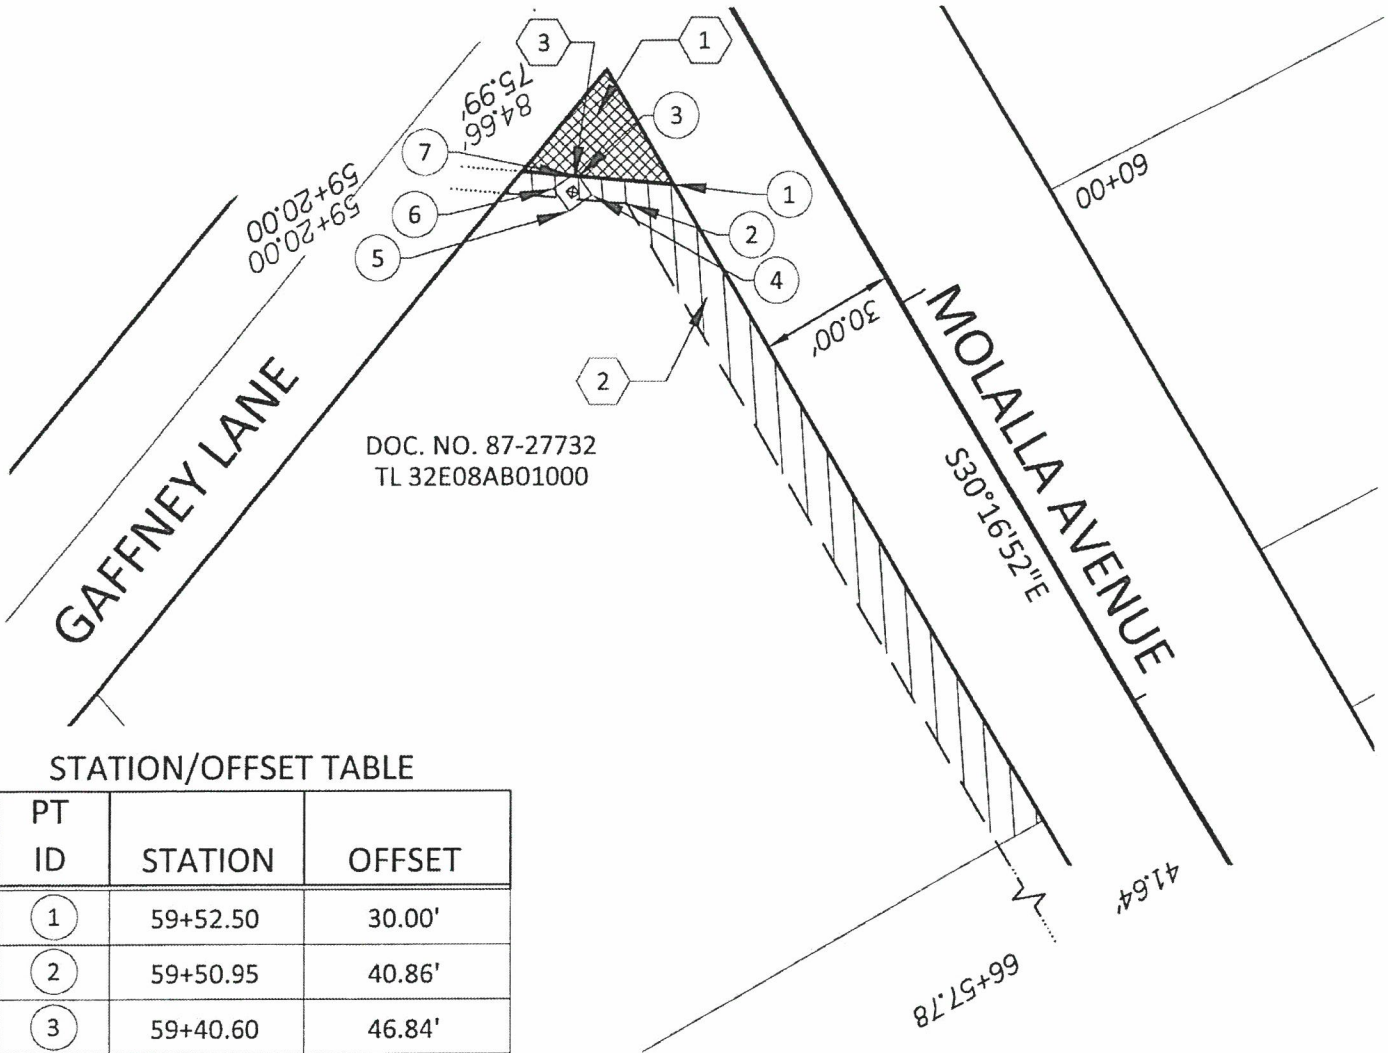 3
1
84.66'
75.99'
3
7
59+20.00
59+20.00
6
1
60+00
5
2
4
30.00'
2
MOLALLA AVENUE
S30°16'52"E
GAFFNEY LANE
DOC. NO. 87-27732
TL 32E08AB01000
41.64'
66+57.78
STATION/OFFSET TABLE
PT ID STATION OFFSET
1 59+52.50 30.00'
2 59+50.95 40.86'
3 59+40.60 46.84'